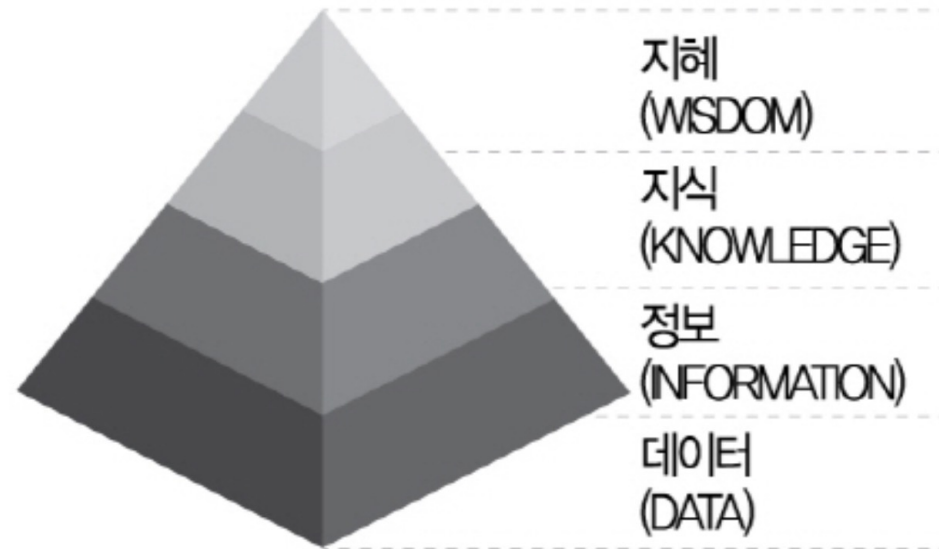 지혜
(WISDOM)
지식
(KNOWLEDGE)
정보
(INFORMATION)
데이터
(DATA)